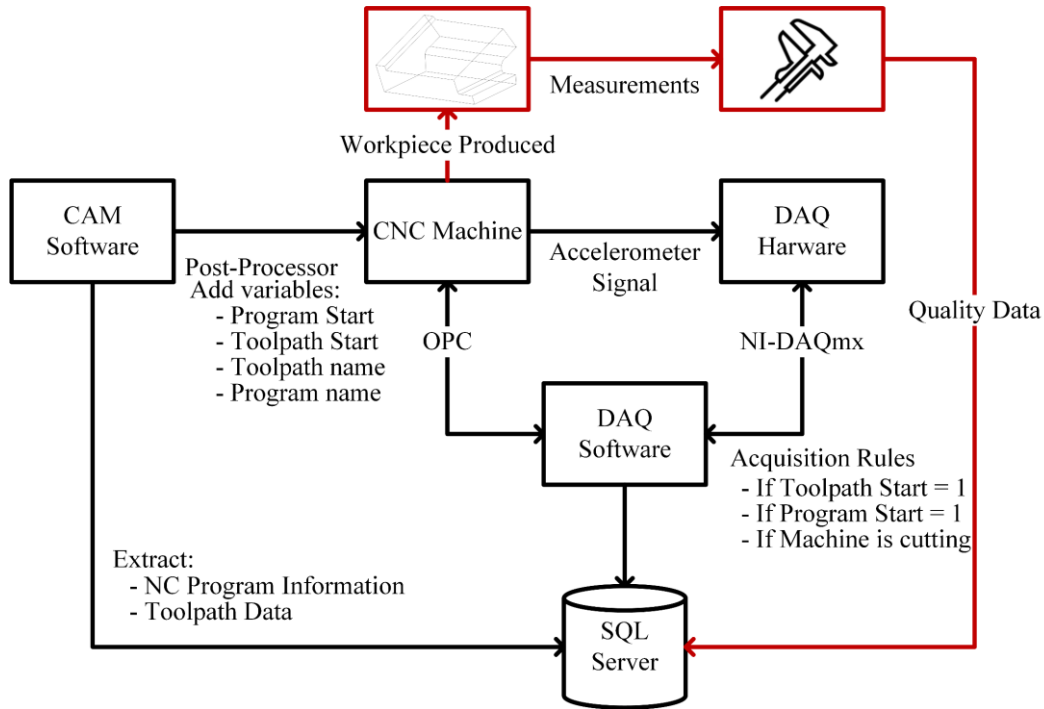 Measurements
Workpiece Produced
CAM
Software
CNC Machine
DAQ
Harware
Post-Processor
Add variables:
- Program Start
- Toolpath Start
- Toolpath name
- Program name
Accelerometer
Signal
Quality Data
OPC
NI-DAQmx
DAQ
Software
Acquisition Rules
- If Toolpath Start = 1
- If Program Start = 1
- If Machine is cutting
Extract:
- NC Program Information
- Toolpath Data
SQL
Server